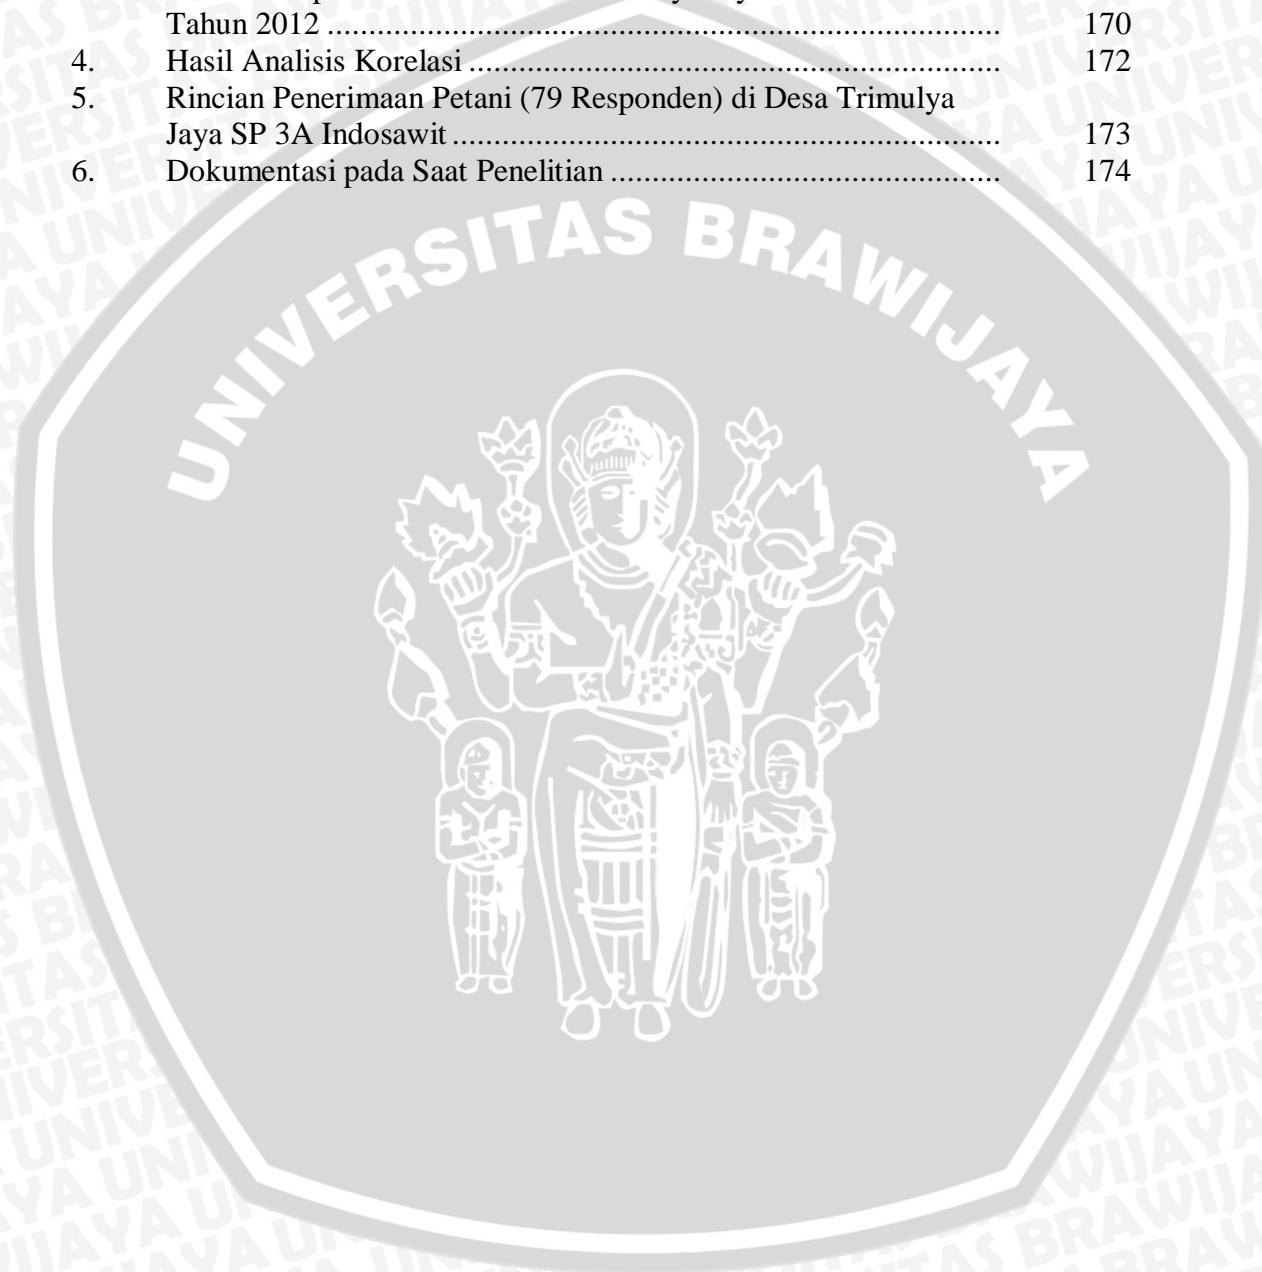 Tahun 2012 ........................................................................ 170
4. Hasil Analisis Korelasi ......................................................... 172
5. Rincian Penerimaan Petani (79 Responden) di Desa Trimulya
Jaya SP 3A Indosawit ........................................................... 173
6. Dokumentasi pada Saat Penelitian .......................................... 174
UNIVERSITAS BRAWIJAYA